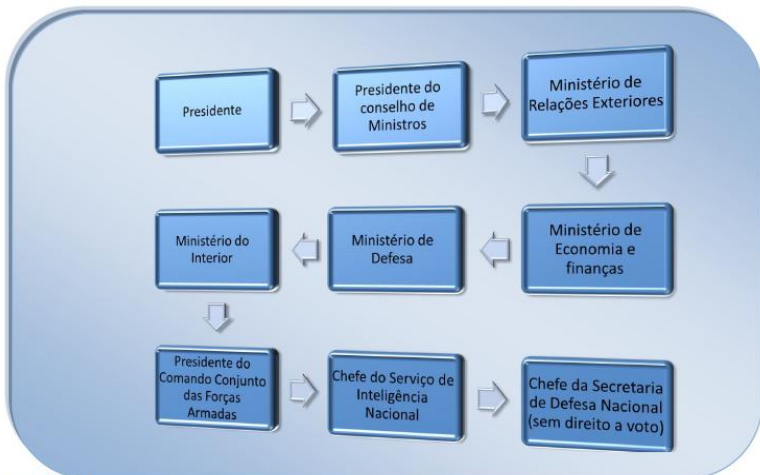 Presidente
Presidente do
conselho de
Ministros
Ministério de
Relações Exteriores
Ministério de
Economia e
finanças
Ministério de
Defesa
Ministério do
Interior
Presidente do
Comando Conjunto
das Forças
Armadas
Chefe do Serviço de
Inteligência
Nacional
Chefe da Secretaria
de Defesa Nacional
(sem direito a voto)